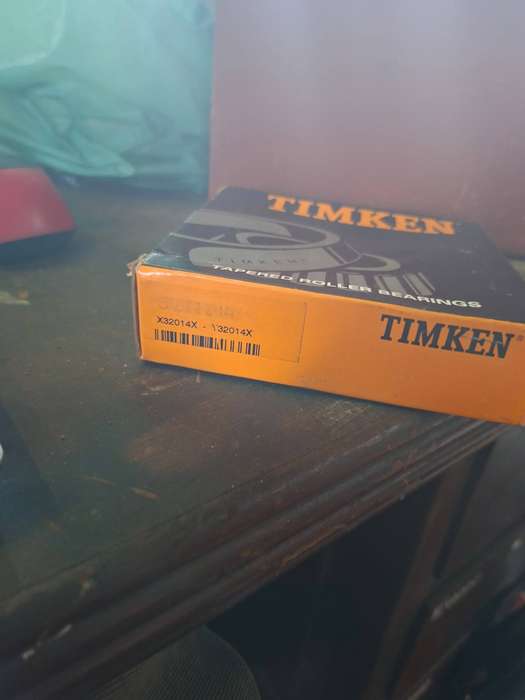 TIMKEN
TIMKEN
TAPERED ROLLER BEARINGS
X32014X - Y32014X
TIMKEN